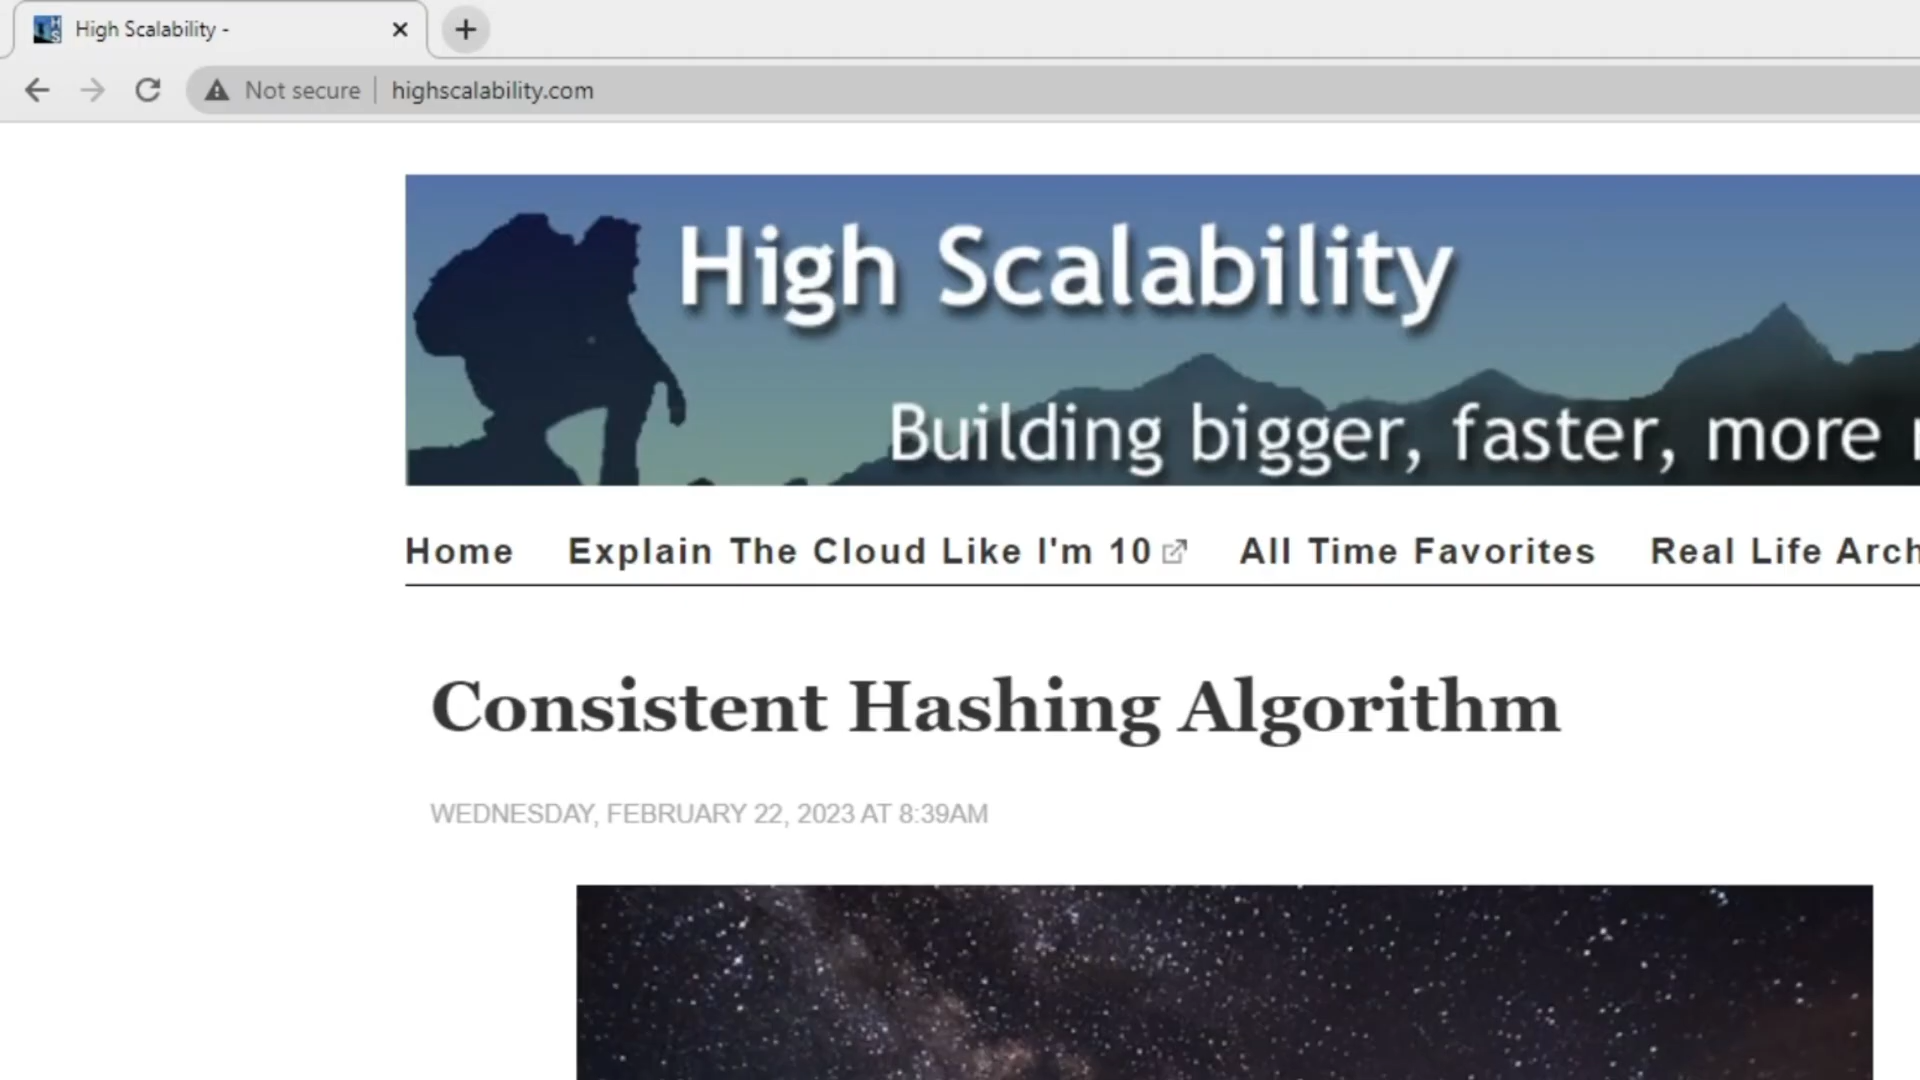 High Scalability -
Not secure
highscalability.com
High Scalability
Building bigger, faster, more
Home Explain The Cloud Like I'm 10 All Time Favorites Real Life Arch
Consistent Hashing Algorithm
WEDNESDAY, FEBRUARY 22, 2023 AT 8:39AM